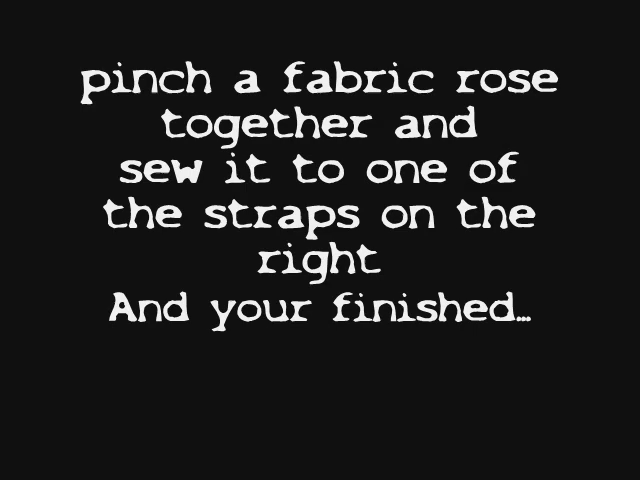 pinch a fabric rose
together and
sew it to one of
the straps on the
right
And your finished...